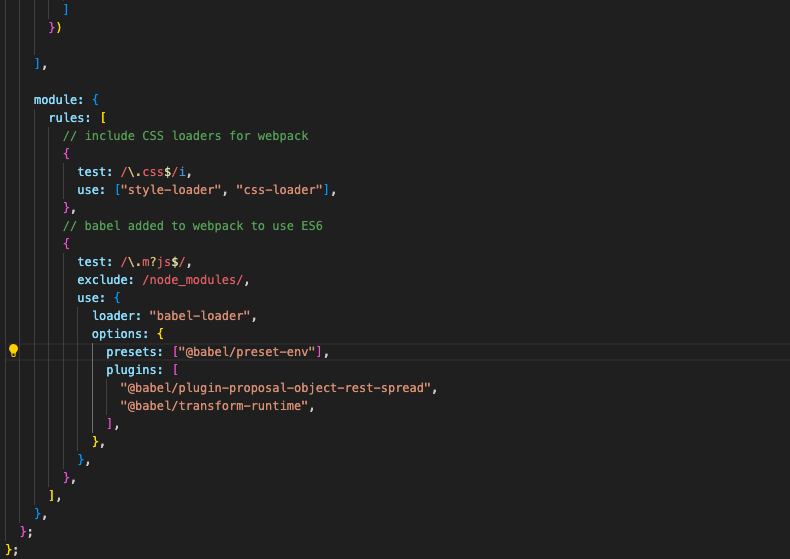 ]
})
],
module: {
rules: [
// include CSS loaders for webpack
{
test: /\.css$/i,
use: ["style-loader", "css-loader"],
},
// babel added to webpack to use ES6
{
test: /\.m?js$/,
exclude: /node_modules/,
use: {
loader: "babel-loader",
options: {
presets: ["@babel/preset-env"],
plugins: [
"@babel/plugin-proposal-object-rest-spread",
"@babel/transform-runtime",
],
},
},
},
],
},
};
};